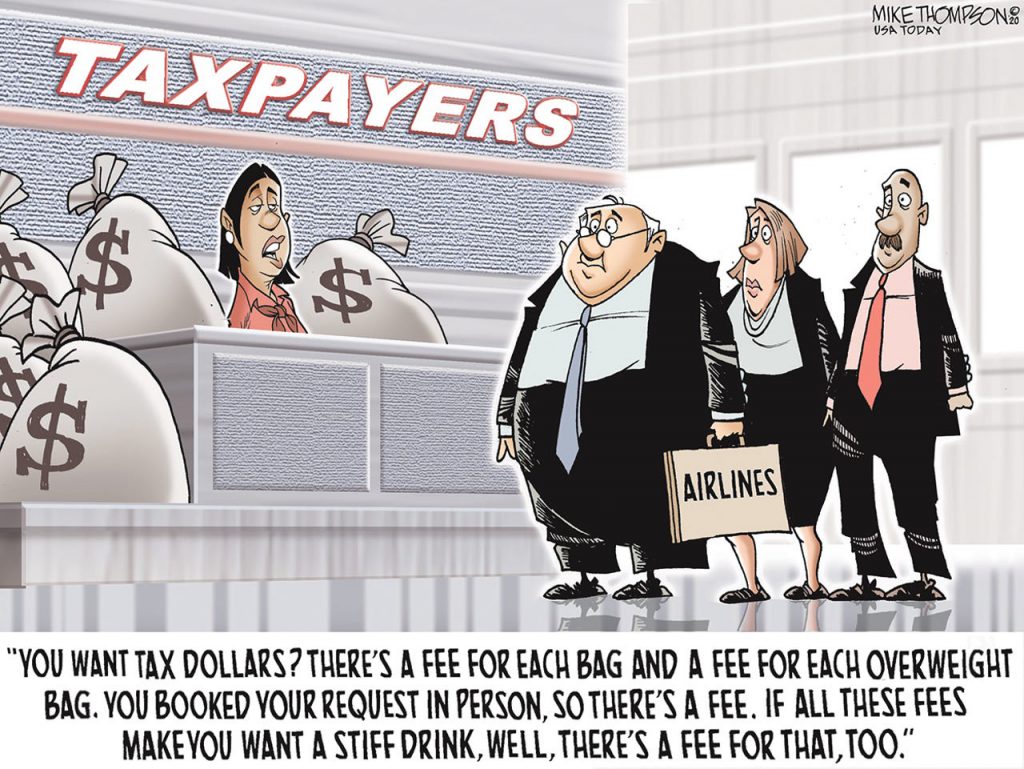 MIKE THOMPSON ©20
USA TODAY
TAXPAYERS
$
$
$
$
$
AIRLINES
"YOU WANT TAX DOLLARS? THERE'S A FEE FOR EACH BAG AND A FEE FOR EACH OVERWEIGHT
BAG. YOU BOOKED YOUR REQUEST IN PERSON, SO THERE'S A FEE. IF ALL THESE FEES
MAKE YOU WANT A STIFF DRINK, WELL, THERE'S A FEE FOR THAT, TOO."